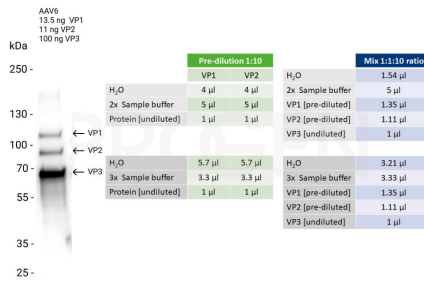 AAV6
13.5 ng VP1
11 ng VP2
100 ng VP3
kDa
250 -
130 -
100 -
70 -
55 -
35 -
25 -
← VP1
← VP2
← VP3
Pre-dilution 1:10
VP1 VP2
H₂O 4 µl 4 µl
2x Sample buffer 5 µl 5 µl
Protein [undiluted] 1 µl 1 µl
H₂O 5.7 µl 5.7 µl
3x Sample buffer 3.3 µl 3.3 µl
Protein [undiluted] 1 µl 1 µl
Mix 1:1:10 ratio
H₂O 1.54 µl
2x Sample buffer 5 µl
VP1 [pre-diluted] 1.35 µl
VP2 [pre-diluted] 1.11 µl
VP3 [undiluted] 1 µl
H₂O 3.21 µl
3x Sample buffer 3.33 µl
VP1 [pre-diluted] 1.35 µl
VP2 [pre-diluted] 1.11 µl
VP3 [undiluted] 1 µl
PROGEN